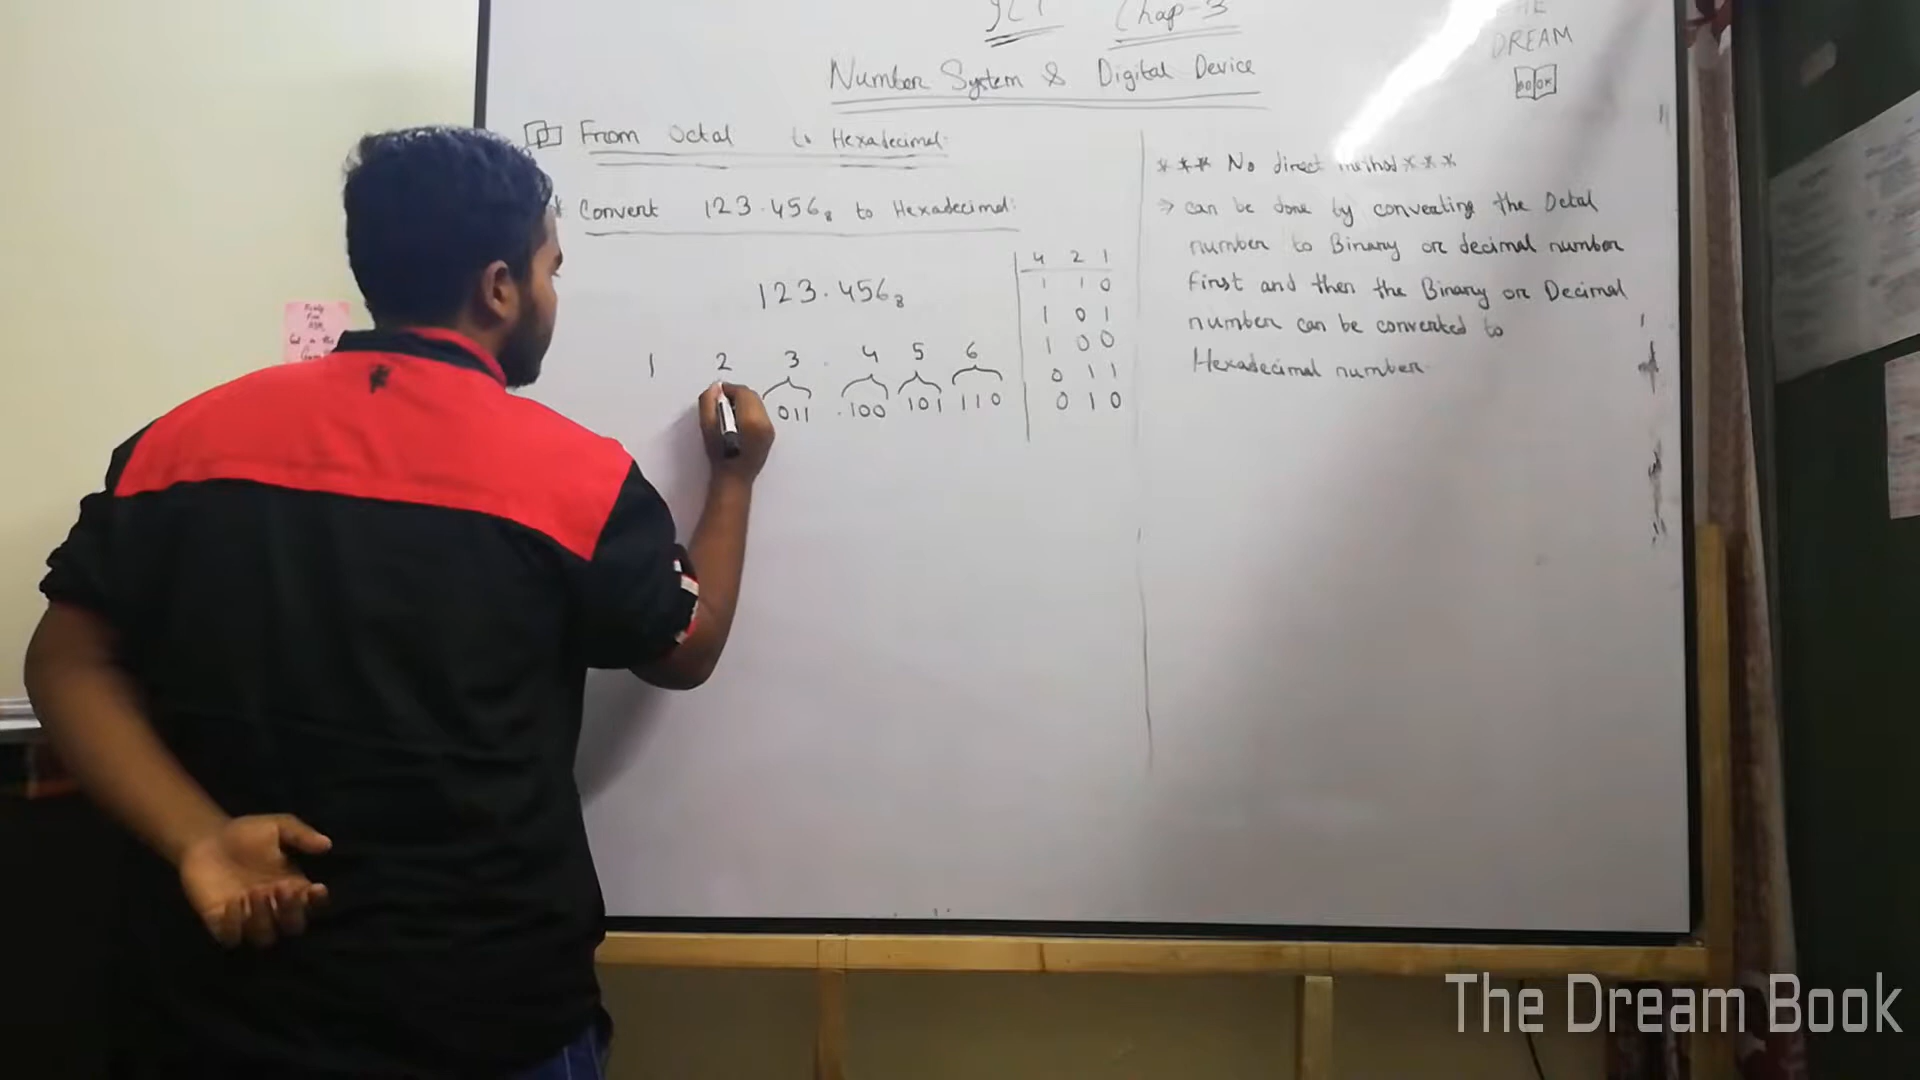 Chap-3
THE
DREAM
BOOK
Number System & Digital Device
From Octal to Hexadecimal:
* Convert 123.456₈ to Hexadecimal:
123.456₈
1 2 3 . 4 5 6
011 .100 101 110
4 2 1
1 1 0
1 0 1
1 0 0
0 1 1
0 1 0
*** No direct method ***
⇒ can be done by converting the Octal
number to Binary or decimal number
First and then the Binary or Decimal
number can be converted to
Hexadecimal number.
The Dream Book